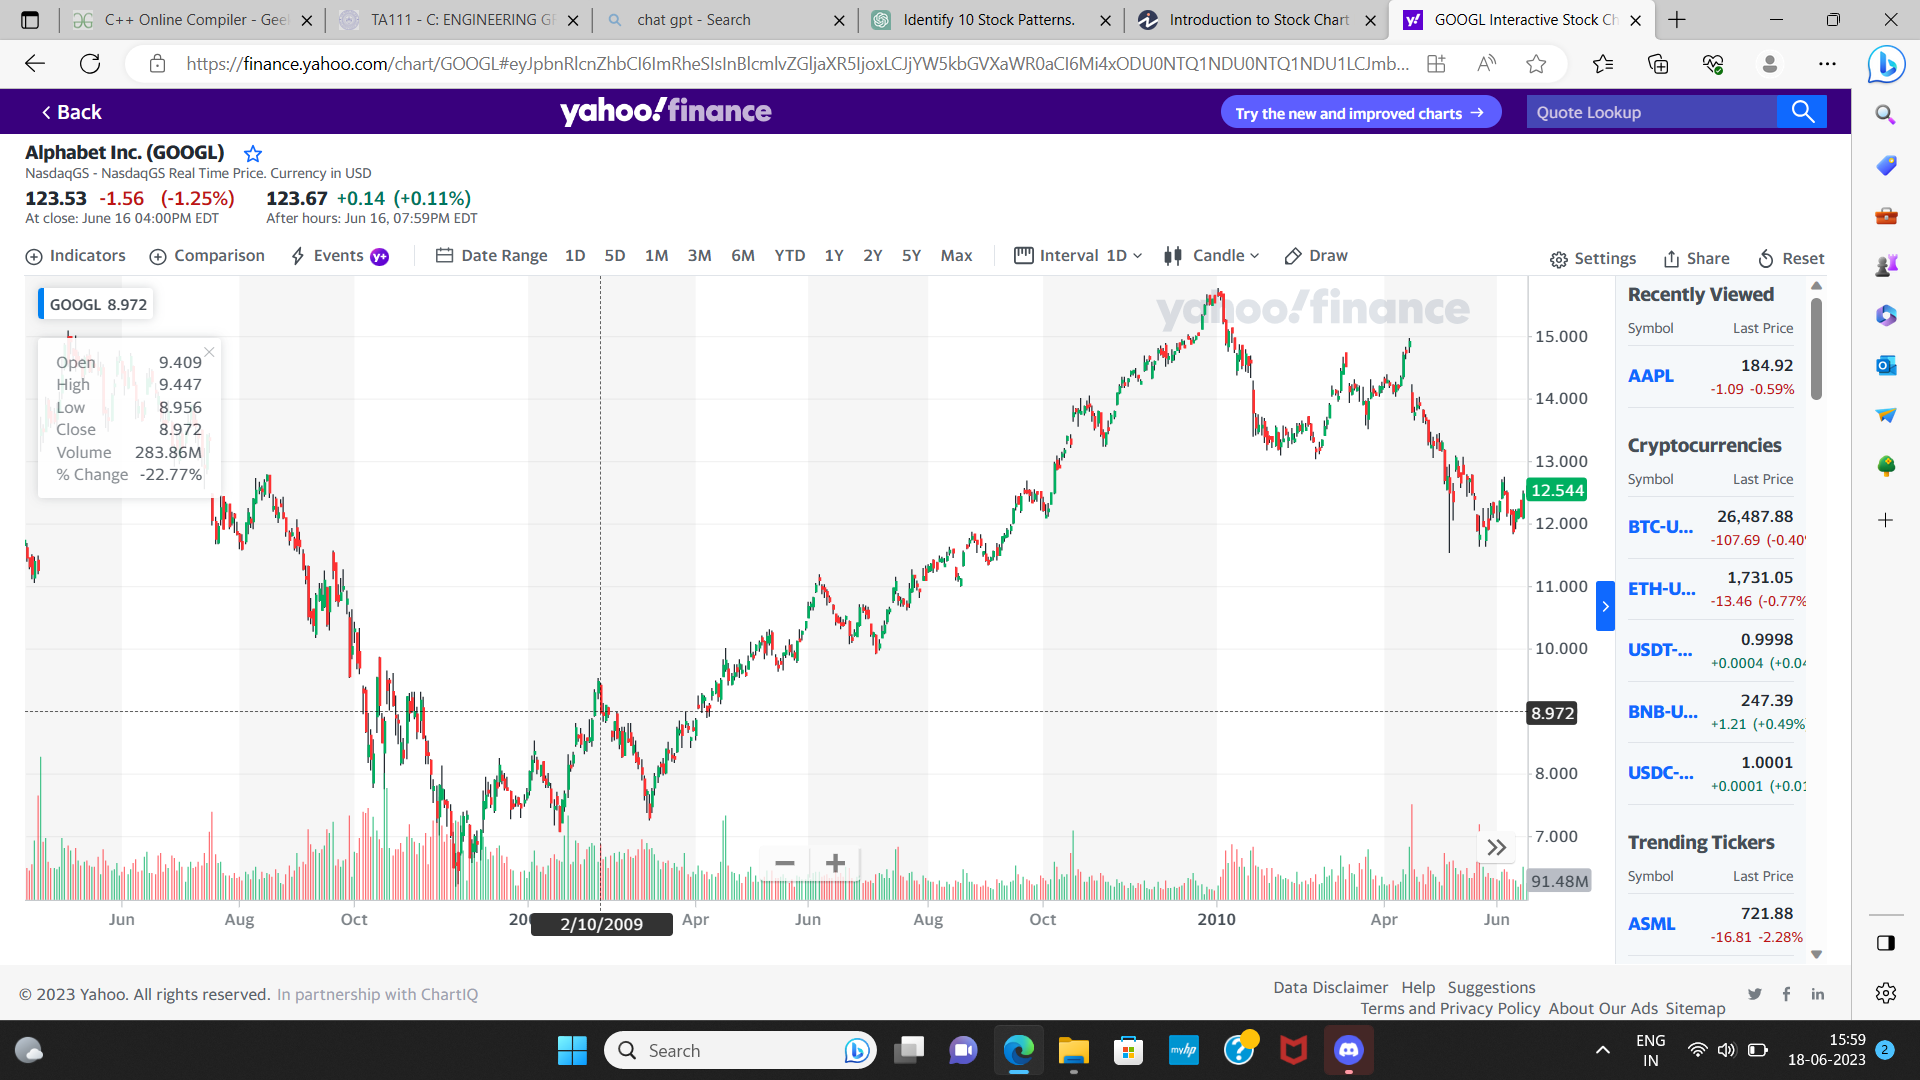 C++ Online Compiler - Geel
TA111 - C: ENGINEERING GF
chat gpt - Search
Identify 10 Stock Patterns.
Introduction to Stock Chart
GOOGL Interactive Stock Ch
https://finance.yahoo.com/chart/GOOGL#eyJpbnRlcnZhbCI6ImRheSIsInBlcmlvZGljaXR5IjoxLCJjYW5kbGVXaWR0aCI6Mi4xODU0NTQ1NDU0NTQ1NDU1LCJmb...
Back
yahoo!finance
Try the new and improved charts →
Quote Lookup
Alphabet Inc. (GOOGL)
NasdaqGS - NasdaqGS Real Time Price. Currency in USD
123.53 -1.56 (-1.25%)
123.67 +0.14 (+0.11%)
At close: June 16 04:00PM EDT
After hours: Jun 16, 07:59PM EDT
Indicators
Comparison
Events y+
Date Range 1D 5D 1M 3M 6M YTD 1Y 2Y 5Y Max
Interval 1D
Candle
Draw
Settings
Share
Reset
GOOGL 8.972
Open 9.409
High 9.447
Low 8.956
Close 8.972
Volume 283.86M
% Change -22.77%
yahoo!finance
15.000
14.000
13.000
12.544
12.000
11.000
10.000
8.972
8.000
7.000
91.48M
Jun Aug Oct 200 2/10/2009 Apr Jun Aug Oct 2010 Apr Jun
Recently Viewed
Symbol Last Price
AAPL 184.92
-1.09 -0.59%
Cryptocurrencies
Symbol Last Price
BTC-U... 26,487.88
-107.69 (-0.40
ETH-U... 1,731.05
-13.46 (-0.77%
USDT-... 0.9998
+0.0004 (+0.04
BNB-U... 247.39
+1.21 (+0.49%
USDC-... 1.0001
+0.0001 (+0.01
Trending Tickers
Symbol Last Price
ASML 721.88
-16.81 -2.28%
© 2023 Yahoo. All rights reserved. In partnership with ChartIQ
Data Disclaimer Help Suggestions
Terms and Privacy Policy About Our Ads Sitemap
Search
myhp
ENG
IN
15:59
18-06-2023
2